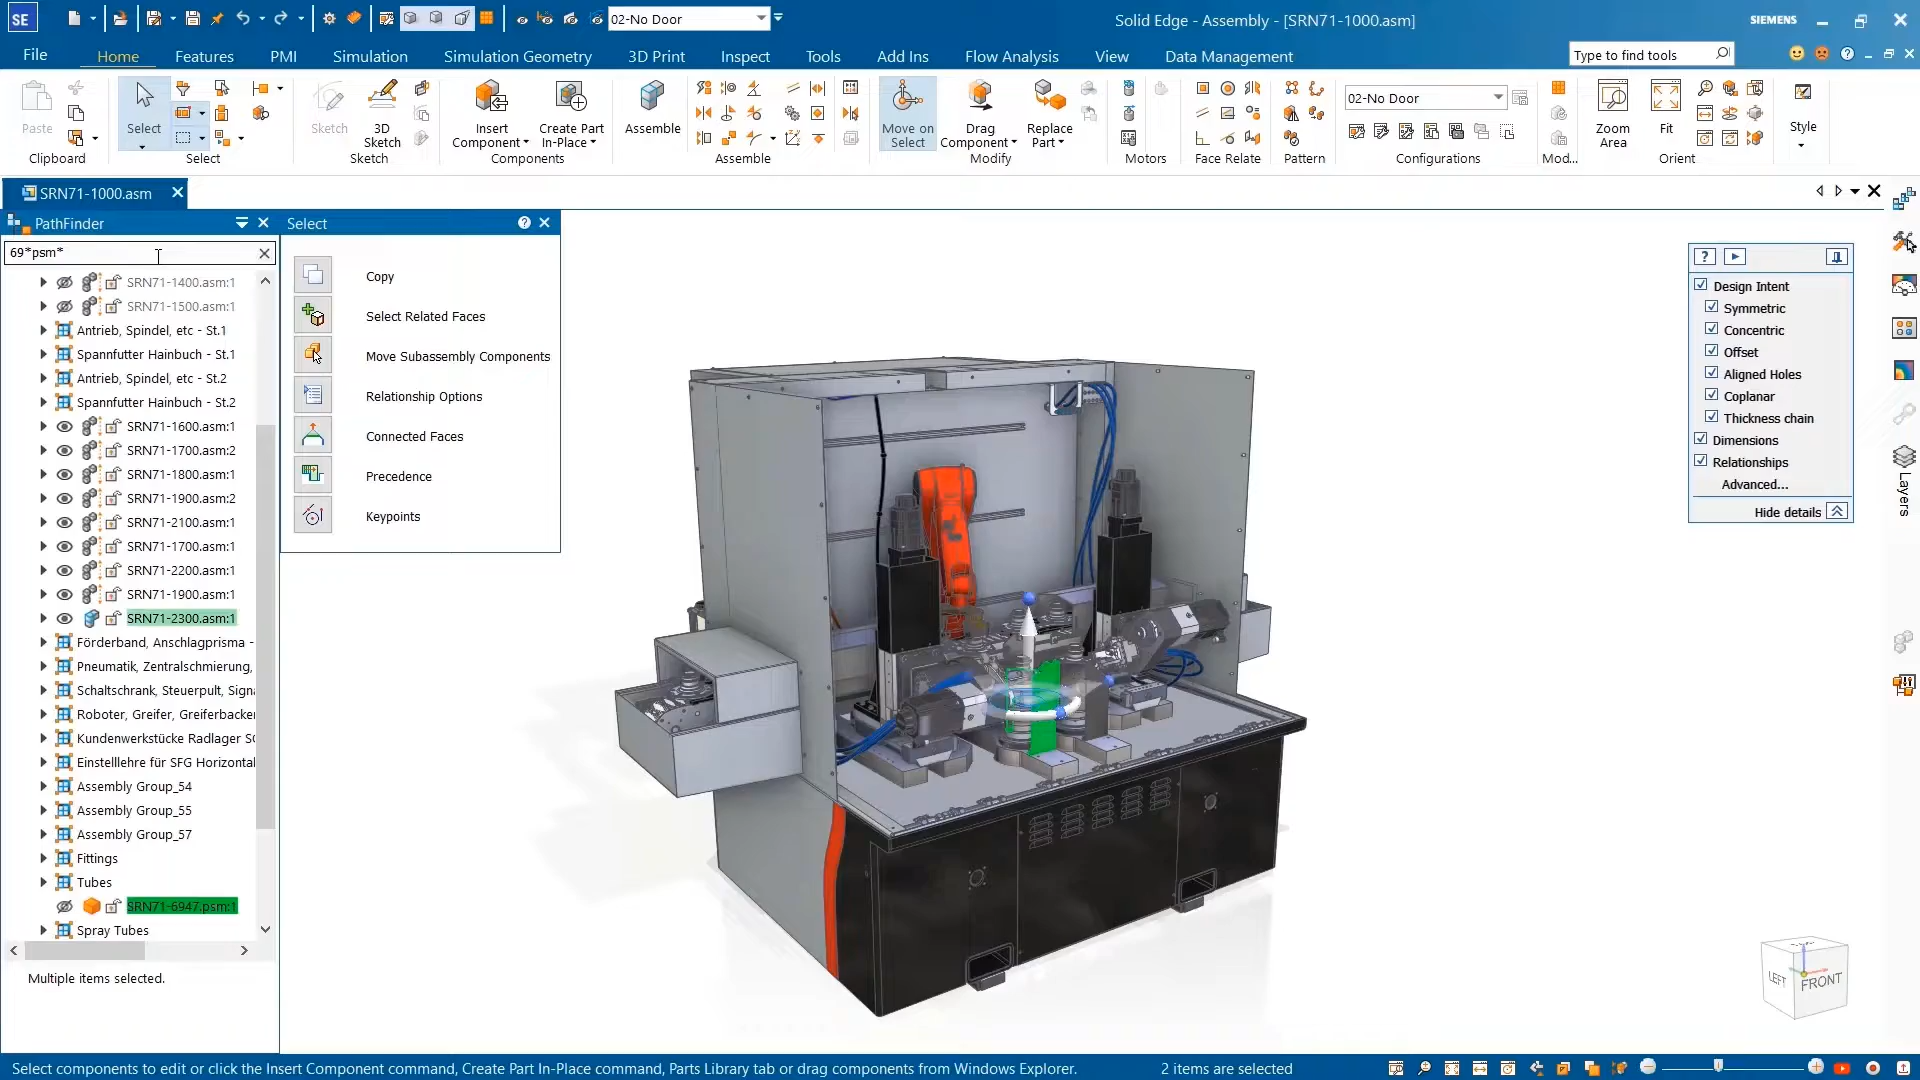 SE
02-No Door
Solid Edge - Assembly - [SRN71-1000.asm]
SIEMENS
File
Home
Features
PMI
Simulation
Simulation Geometry
3D Print
Inspect
Tools
Add Ins
Flow Analysis
View
Data Management
Type to find tools
Paste
Clipboard
Select
Select
Sketch
3D
Sketch
Sketch
Insert
Component
Create Part
In-Place
Components
Assemble
Assemble
Move on
Select
Drag
Component
Replace
Part
Modify
Motors
Face Relate
Pattern
02-No Door
Configurations
Mod...
Zoom
Area
Fit
Orient
Style
SRN71-1000.asm
PathFinder
69*psm*
SRN71-1400.asm:1
SRN71-1500.asm:1
Antrieb, Spindel, etc - St.1
Spannfutter Hainbuch - St.1
Antrieb, Spindel, etc - St.2
Spannfutter Hainbuch - St.2
SRN71-1600.asm:1
SRN71-1700.asm:2
SRN71-1800.asm:1
SRN71-1900.asm:2
SRN71-2100.asm:1
SRN71-1700.asm:1
SRN71-2200.asm:1
SRN71-1900.asm:1
SRN71-2300.asm:1
Förderband, Anschlagprisma -
Pneumatik, Zentralschmierung,
Schaltschrank, Steuerpult, Signa
Roboter, Greifer, Greiferbacken
Kundenwerkstücke Radlager SG
Einstelllehre für SFG Horizontal
Assembly Group_54
Assembly Group_55
Assembly Group_57
Fittings
Tubes
SRN71-6947.psm:1
Spray Tubes
Multiple items selected.
Select
Copy
Select Related Faces
Move Subassembly Components
Relationship Options
Connected Faces
Precedence
Keypoints
Design Intent
Symmetric
Concentric
Offset
Aligned Holes
Coplanar
Thickness chain
Dimensions
Relationships
Advanced...
Hide details
Layers
LEFT
FRONT
Select components to edit or click the Insert Component command, Create Part In-Place command, Parts Library tab or drag components from Windows Explorer.
2 items are selected